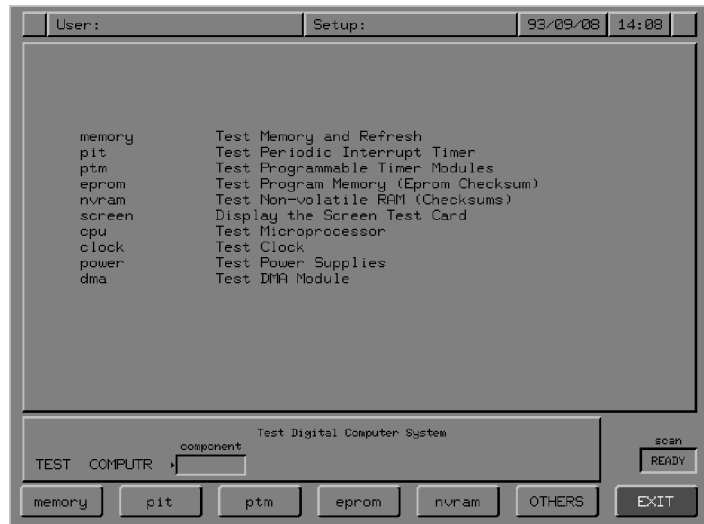 User: Setup: 93/09/08 14:08
memory Test Memory and Refresh
pit Test Periodic Interrupt Timer
ptm Test Programmable Timer Modules
eprom Test Program Memory (Eprom Checksum)
nvram Test Non-volatile RAM (Checksums)
screen Display the Screen Test Card
cpu Test Microprocessor
clock Test Clock
power Test Power Supplies
dma Test DMA Module
Test Digital Computer System
component
scan
TEST COMPUTR
READY
memory pit ptm eprom nvram OTHERS EXIT